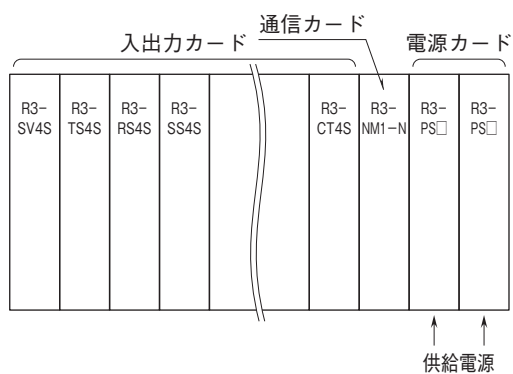 通信カード
入出力カード
電源カード
R3-
SV4S
R3-
TS4S
R3-
RS4S
R3-
SS4S
R3-
CT4S
R3-
NM1-N
R3-
PS□
R3-
PS□
供給電源